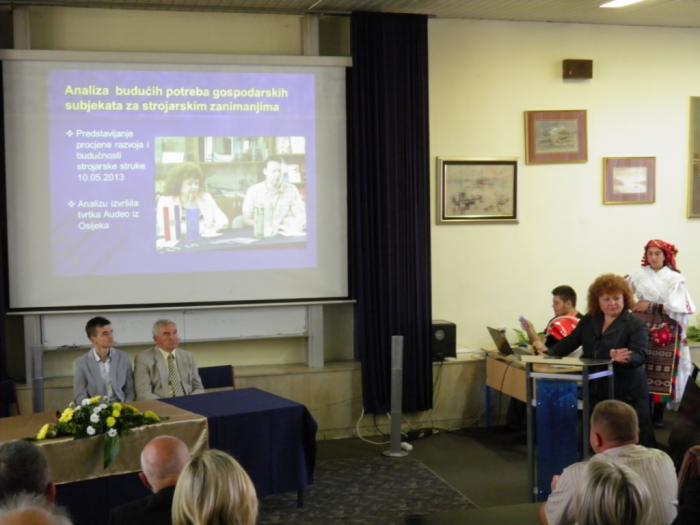 Analiza budućih potreba gospodarskih
subjekata za strojarskim zanimanjima
❖ Predstavljanje
procjene razvoja i
budućnosti
strojarske struke
10.05.2013
❖ Analizu izvršila
tvrtka Audeo iz
Osijeka